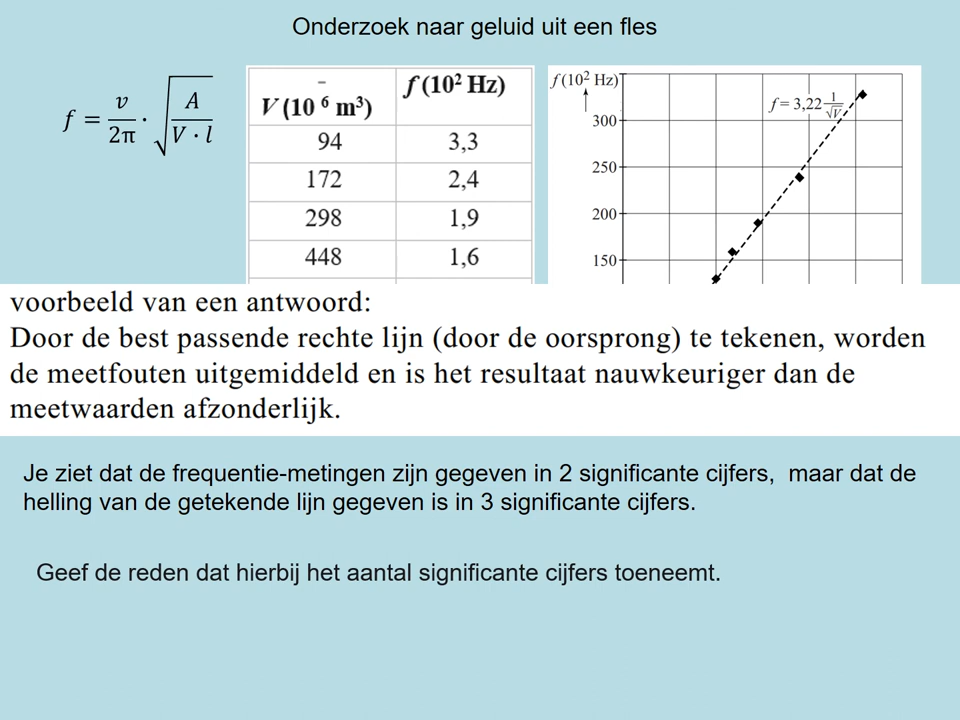 Onderzoek naar geluid uit een fles
f = v/2π · √(A/(V · l))
V (10⁻⁶ m³) f (10² Hz)
94 3,3
172 2,4
298 1,9
448 1,6
f (10² Hz)
f = 3,22 1/√V
300
250
200
150
voorbeeld van een antwoord:
Door de best passende rechte lijn (door de oorsprong) te tekenen, worden
de meetfouten uitgemiddeld en is het resultaat nauwkeuriger dan de
meetwaarden afzonderlijk.
Je ziet dat de frequentie-metingen zijn gegeven in 2 significante cijfers, maar dat de
helling van de getekende lijn gegeven is in 3 significante cijfers.
Geef de reden dat hierbij het aantal significante cijfers toeneemt.